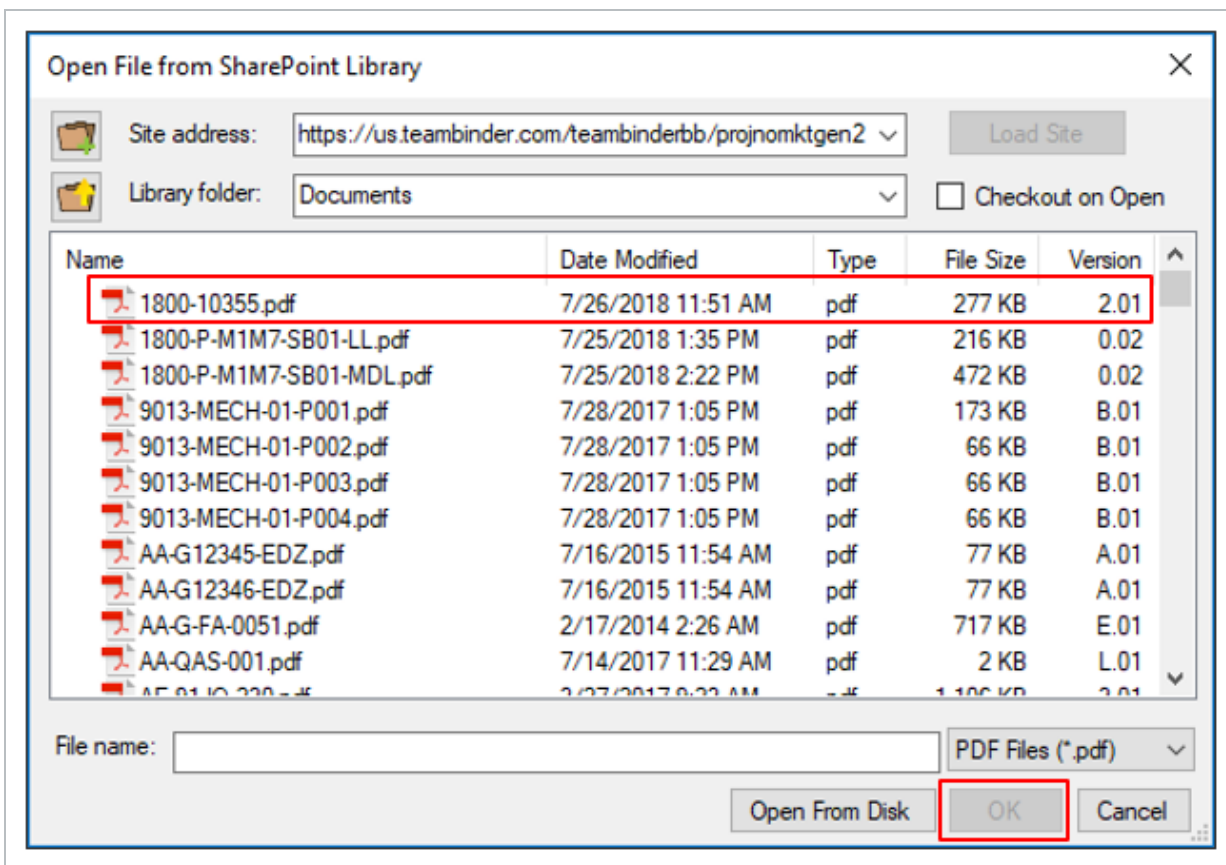 Open File from SharePoint Library
Site address: https://us.teambinder.com/teambinderbb/projnomktgen2 Load Site
Library folder: Documents Checkout on Open
Name Date Modified Type File Size Version
1800-10355.pdf 7/26/2018 11:51 AM pdf 277 KB 2.01
1800-P-M1M7-SB01-LL.pdf 7/25/2018 1:35 PM pdf 216 KB 0.02
1800-P-M1M7-SB01-MDL.pdf 7/25/2018 2:22 PM pdf 472 KB 0.02
9013-MECH-01-P001.pdf 7/28/2017 1:05 PM pdf 173 KB B.01
9013-MECH-01-P002.pdf 7/28/2017 1:05 PM pdf 66 KB B.01
9013-MECH-01-P003.pdf 7/28/2017 1:05 PM pdf 66 KB B.01
9013-MECH-01-P004.pdf 7/28/2017 1:05 PM pdf 66 KB B.01
AA-G12345-EDZ.pdf 7/16/2015 11:54 AM pdf 77 KB A.01
AA-G12346-EDZ.pdf 7/16/2015 11:54 AM pdf 77 KB A.01
AA-G-FA-0051.pdf 2/17/2014 2:26 AM pdf 717 KB E.01
AA-QAS-001.pdf 7/14/2017 11:29 AM pdf 2 KB L.01
File name: PDF Files (*.pdf)
Open From Disk OK Cancel